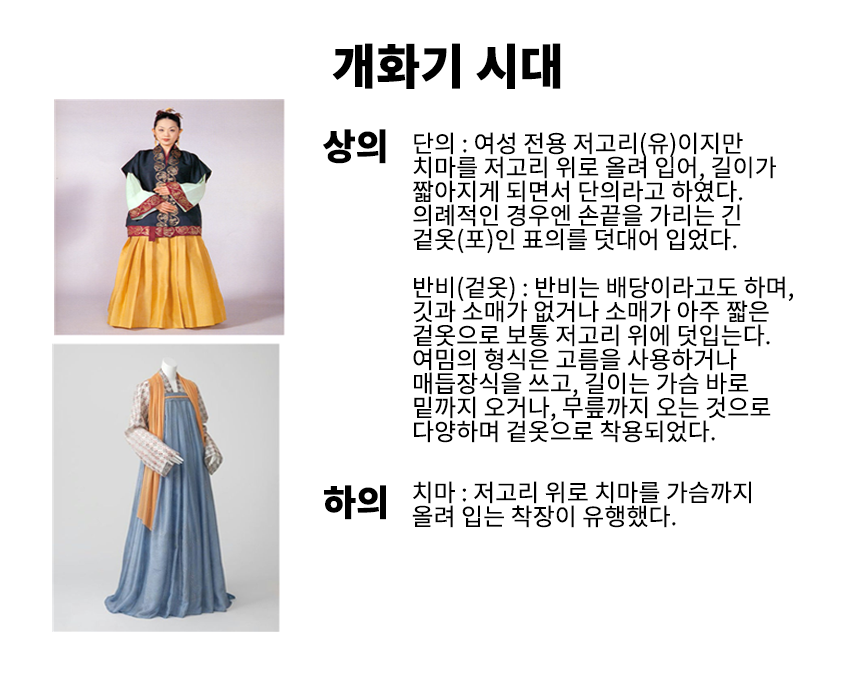 개화기 시대
상의
단의 : 여성 전용 저고리(유)이지만
치마를 저고리 위로 올려 입어, 길이가
짧아지게 되면서 단의라고 하였다.
의례적인 경우엔 손끝을 가리는 긴
겉옷(포)인 표의를 덧대어 입었다.
반비(겉옷) : 반비는 배당이라고도 하며,
깃과 소매가 없거나 소매가 아주 짧은
겉옷으로 보통 저고리 위에 덧입는다.
여밈의 형식은 고름을 사용하거나
매듭장식을 쓰고, 길이는 가슴 바로
밑까지 오거나, 무릎까지 오는 것으로
다양하며 겉옷으로 착용되었다.
하의
치마 : 저고리 위로 치마를 가슴까지
올려 입는 착장이 유행했다.